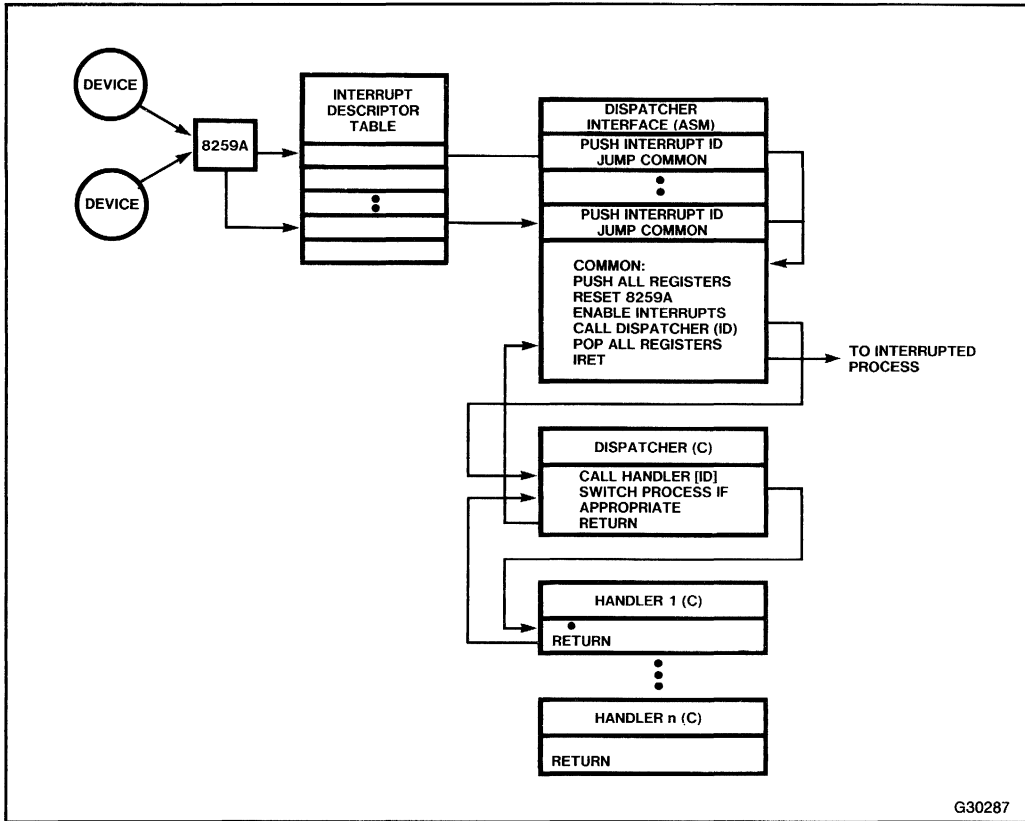 DEVICE
8259A
DEVICE
INTERRUPT
DESCRIPTOR
TABLE
DISPATCHER
INTERFACE (ASM)
PUSH INTERRUPT ID
JUMP COMMON
PUSH INTERRUPT ID
JUMP COMMON
COMMON:
PUSH ALL REGISTERS
RESET 8259A
ENABLE INTERRUPTS
CALL DISPATCHER (ID)
POP ALL REGISTERS
IRET
TO INTERRUPTED
PROCESS
DISPATCHER (C)
CALL HANDLER [ID]
SWITCH PROCESS IF
APPROPRIATE
RETURN
HANDLER 1 (C)
RETURN
HANDLER n (C)
RETURN
G30287